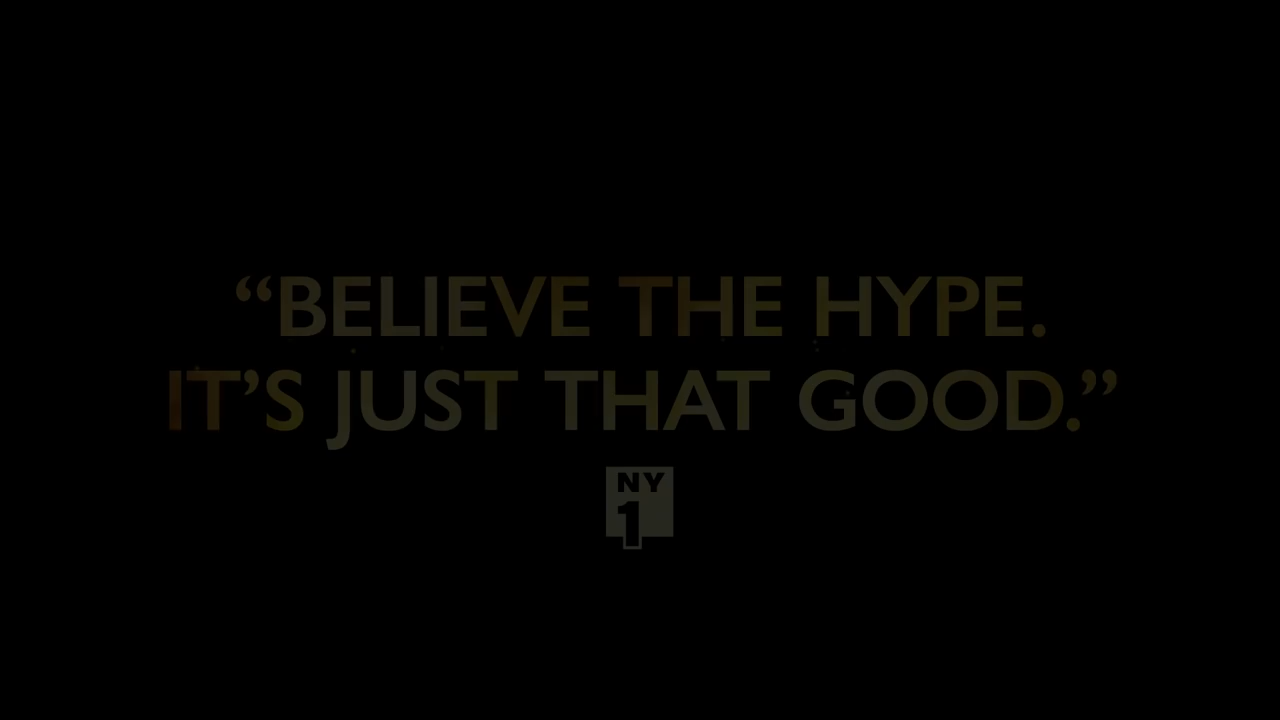 “BELIEVE THE HYPE.
IT’S JUST THAT GOOD.”
NY
1